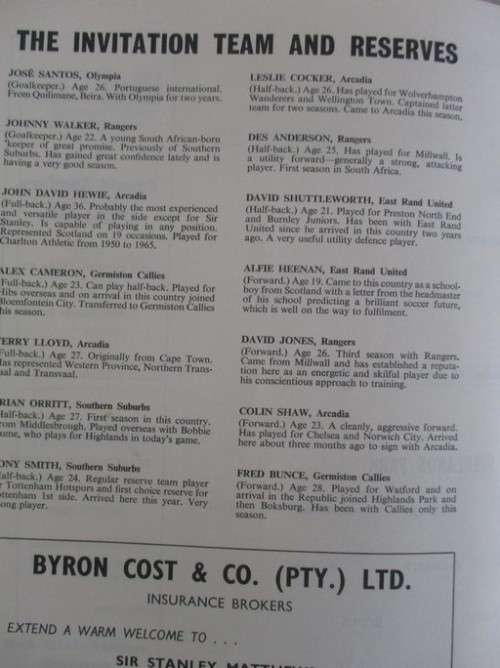 THE INVITATION TEAM AND RESERVES
JOSÉ SANTOS, Olympia
(Goalkeeper.) Age 26. Portuguese international.
From Quilimane, Beira. With Olympia for two years.
JOHNNY WALKER, Rangers
(Goalkeeper.) Age 22. A young South African-born
'keeper of great promise. Previously of Southern
Suburbs. Has gained great confidence lately and is
having a very good season.
JOHN DAVID HEWIE, Arcadia
(Full-back.) Age 36. Probably the most experienced
and versatile player in the side except for Sir
Stanley. Is capable of playing in any position.
Represented Scotland on 19 occasions. Played for
Charlton Athletic from 1950 to 1965.
ALEX CAMERON, Germiston Callies
Full-back.) Age 23. Can play half-back. Played for
Hibs overseas and on arrival in this country joined
Bloemfontein City. Transferred to Germiston Callies
his season.
ERRY LLOYD, Arcadia
Full-back.) Age 27. Originally from Cape Town.
Has represented Western Province, Northern Trans-
vaal and Transvaal.
RIAN ORRITT, Southern Suburbs
Half-back.) Age 27. First season in this country.
rom Middlesbrough. Played overseas with Bobbie
ume, who plays for Highlands in today's game.
ONY SMITH, Southern Suburbs
alf-back.) Age 24. Regular reserve team player
r Tottenham Hotspurs and first choice reserve for
ottenham 1st side. Arrived here this year. Very
ong player.
LESLIE COCKER, Arcadia
(Half-back.) Age 26. Has played for Wolverhampton
Wanderers and Wellington Town. Captained latter
team for two seasons. Came to Arcadia this season.
DES ANDERSON, Rangers
(Half-back.) Age 25. Has played for Millwall. Is
a utility forward—generally a strong, attacking
player. First season in South Africa.
DAVID SHUTTLEWORTH, East Rand United
(Half-back.) Age 21. Played for Preston North End
and Burnley Juniors. Has been with East Rand
United since he arrived in this country two years
ago. A very useful utility defence player.
ALFIE HEENAN, East Rand United
(Forward.) Age 19. Came to this country as a school-
boy from Scotland with a letter from the headmaster
of his school predicting a brilliant soccer future,
which is well on the way to fulfilment.
DAVID JONES, Rangers
(Forward.) Age 26. Third season with Rangers.
Came from Millwall and has established a reputa-
tion here as an energetic and skilful player due to
his conscientious approach to training.
COLIN SHAW, Arcadia
(Forward.) Age 23. A cleanly, aggressive forward.
Has played for Chelsea and Norwich City. Arrived
here about three months ago to sign with Arcadia.
FRED BUNCE, Germiston Callies
(Forward.) Age 28. Played for Watford and on
arrival in the Republic joined Highlands Park and
then Boksburg. Has been with Callies only this
season.
BYRON COST & CO. (PTY.) LTD.
INSURANCE BROKERS
EXTEND A WARM WELCOME TO . . .
SIR STANLEY MATTHEWS